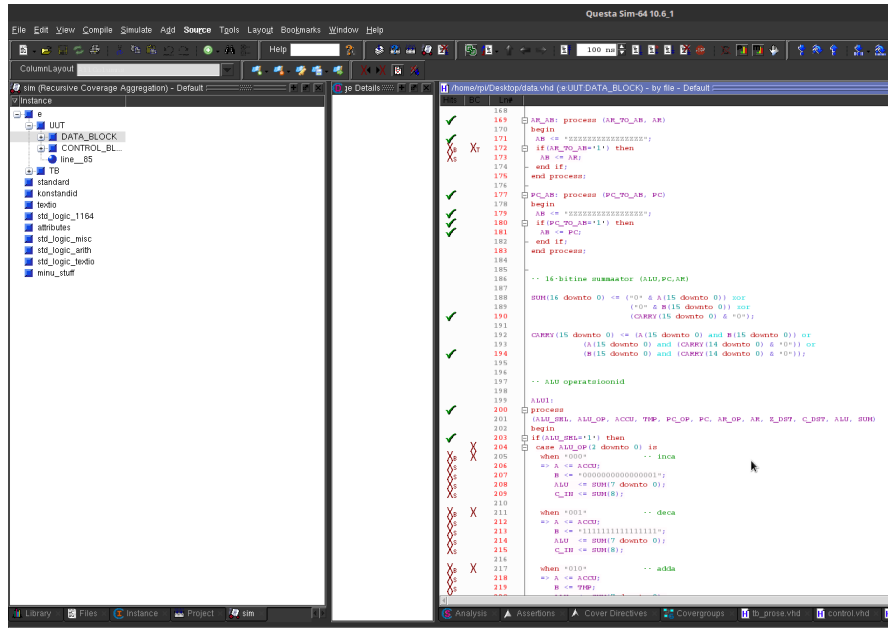 Questa Sim-64 10.6_1
File Edit View Compile Simulate Add Source Tools Layout Bookmarks Window Help
Help 100 ns
ColumnLayout
sim (Recursive Coverage Aggregation) - Default
ge Details
/home/rpi/Desktop/data.vhd (:e:UUT:DATA_BLOCK) - by file - Default
Instance
Hits BC Ln#
e
UUT
DATA_BLOCK
CONTROL_BL...
line__85
TB
standard
konstandid
textio
std_logic_1164
attributes
std_logic_misc
std_logic_arith
std_logic_textio
minu_stuff
168
169 AR_AB: process (AR_TO_AB, AR)
170 begin
171 AB <= "ZZZZZZZZZZZZZZZZ";
172 if(AR_TO_AB='1') then
173 AB <= AR;
174 end if;
175 end process;
176
177 PC_AB: process (PC_TO_AB, PC)
178 begin
179 AB <= "ZZZZZZZZZZZZZZZZ";
180 if(PC_TO_AB='1') then
181 AB <= PC;
182 end if;
183 end process;
184
185
186 -- 16-bitine summaator (ALU,PC,AR)
187
188 SUM(16 downto 0) <= ("0" & A(15 downto 0)) xor
189 ("0" & B(15 downto 0)) xor
190 (CARRY(15 downto 0) & "0");
191
192 CARRY(15 downto 0) <= (A(15 downto 0) and B(15 downto 0)) or
193 (A(15 downto 0) and (CARRY(14 downto 0) & "0")) or
194 (B(15 downto 0) and (CARRY(14 downto 0) & "0"));
195
196
197 -- ALU operatsioonid
198
199 ALU1:
200 process
201 (ALU_SEL, ALU_OP, ACCU, TMP, PC_OP, PC, AR_OP, AR, Z_DST, C_DST, ALU, SUM)
202 begin
203 if(ALU_SEL='1') then
204 case ALU_OP(2 downto 0) is
205 when "000" -- inca
206 => A <= ACCU;
207 B <= "0000000000000001";
208 ALU <= SUM(7 downto 0);
209 C_IN <= SUM(8);
210
211 when "001" -- deca
212 => A <= ACCU;
213 B <= "1111111111111111";
214 ALU <= SUM(7 downto 0);
215 C_IN <= SUM(8);
216
217 when "010" -- adda
218 => A <= ACCU;
219 B <= TMP;
Library Files Instance Project sim
Analysis Assertions Cover Directives Covergroups tb_prose.vhd control.vhd